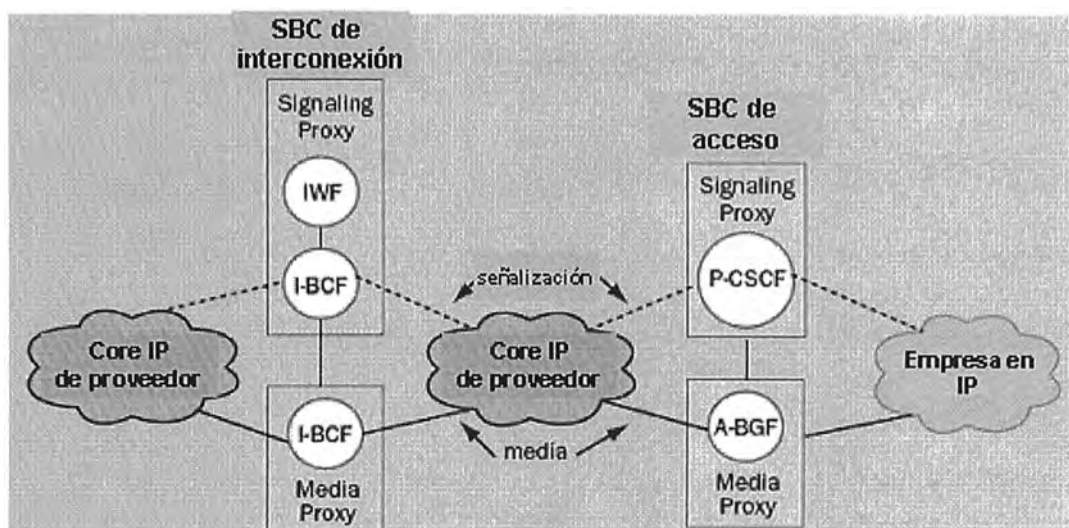 SBC de
interconexión
Signaling
Proxy
IWF
I-BCF
Core IP
de proveedor
I-BCF
Media
Proxy
señalización
Core IP
de proveedor
media
SBC de
acceso
Signaling
Proxy
P-CSCF
A-BGF
Media
Proxy
Empresa en
IP